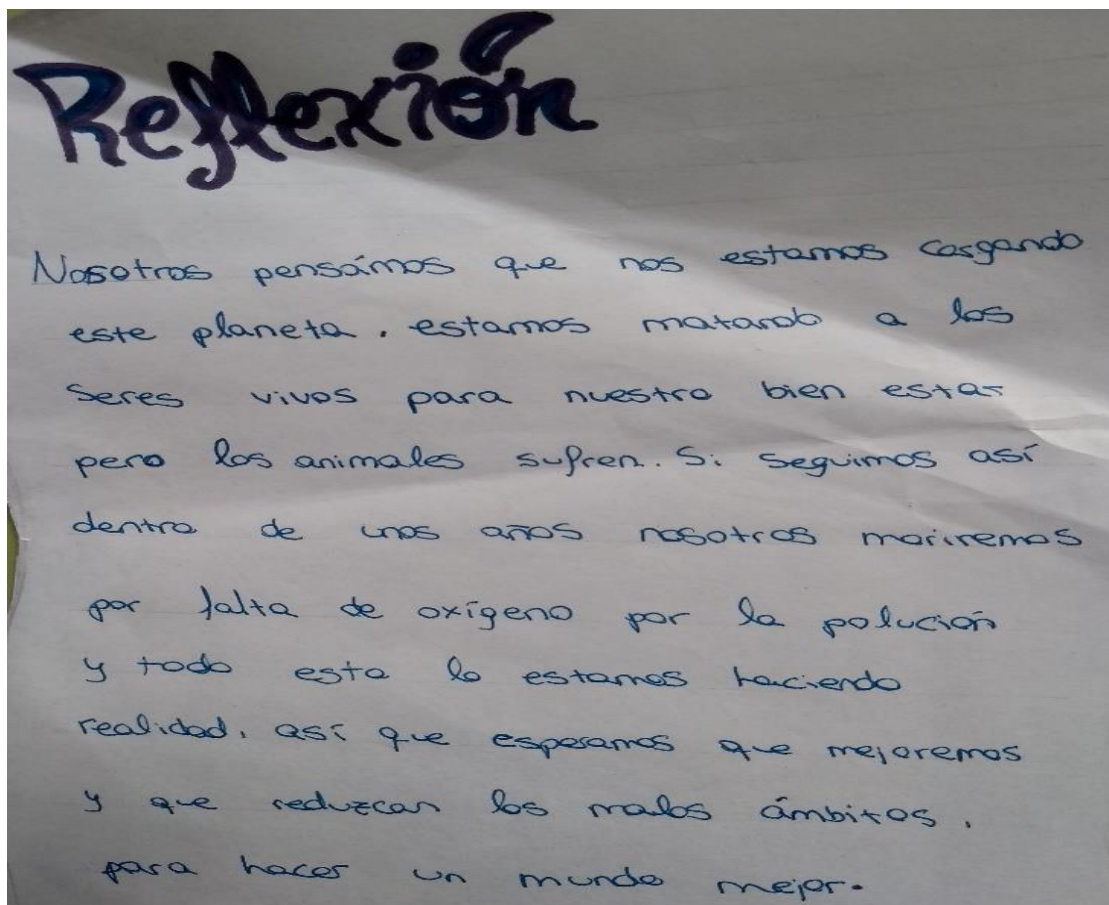 Reflexión
Nosotros pensámos que nos estamos cargando
este planeta, estamos matando a los
seres vivos para nuestro bien estar
pero los animales sufren. Si seguimos así
dentro de unos años nosotros moriremos
por falta de oxígeno por la polución
y todo esto lo estamos haciendo
realidad, así que esperamos que mejoremos
y que reduzcan los malos ámbitos,
para hacer un mundo mejor.